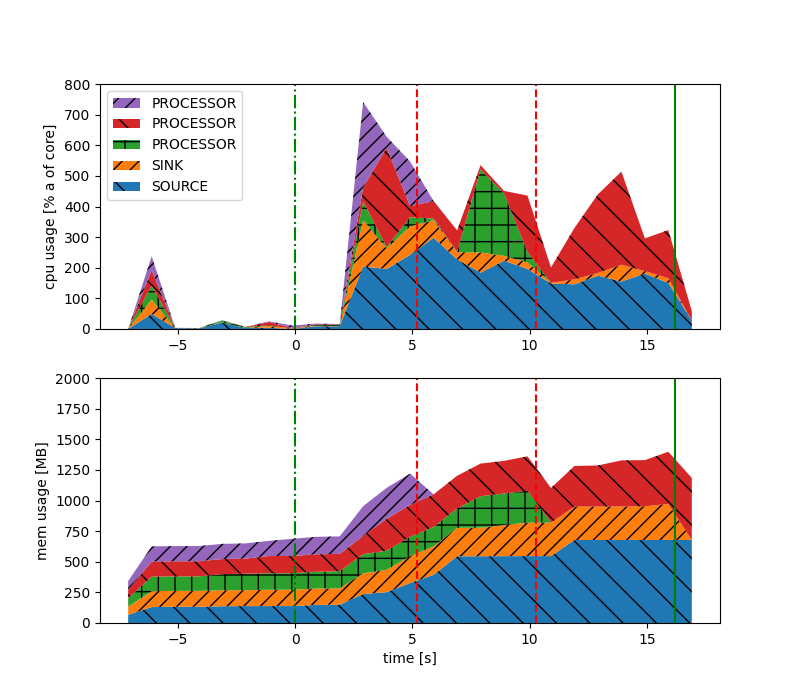 cpu usage [% a of core]
800
700
600
500
400
300
200
100
0
PROCESSOR
PROCESSOR
PROCESSOR
SINK
SOURCE
−5 0 5 10 15
mem usage [MB]
2000
1750
1500
1250
1000
750
500
250
0
−5 0 5 10 15
time [s]